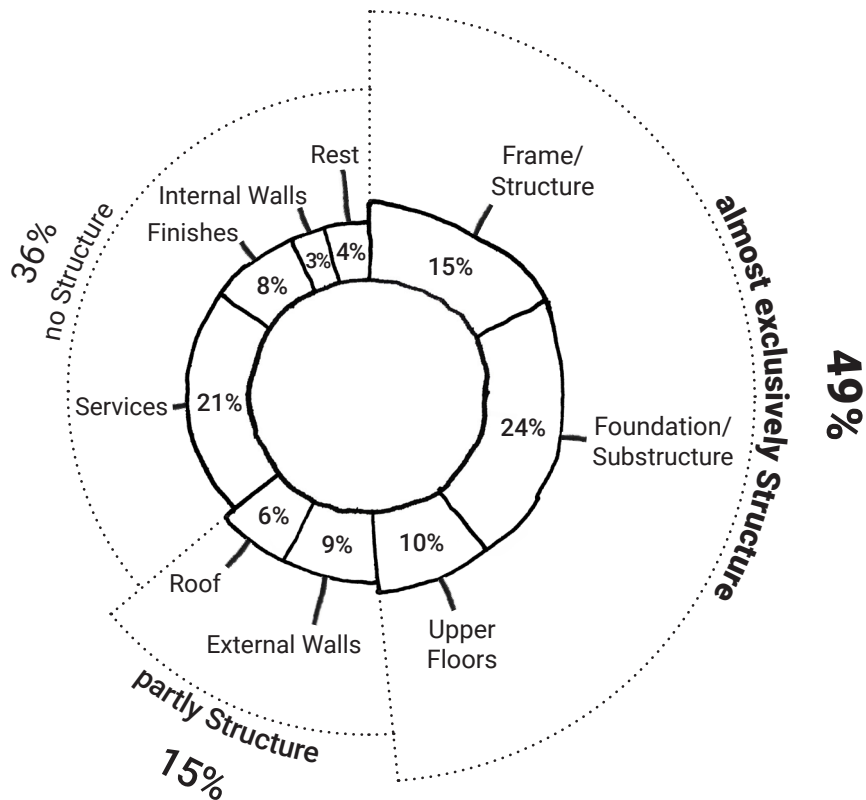 Rest
4%
Frame/
Structure
15%
Foundation/
Substructure
24%
Upper
Floors
10%
almost exclusively Structure
49%
External Walls
9%
Roof
6%
partly Structure
15%
Services
21%
Finishes
8%
Internal Walls
3%
no Structure
36%